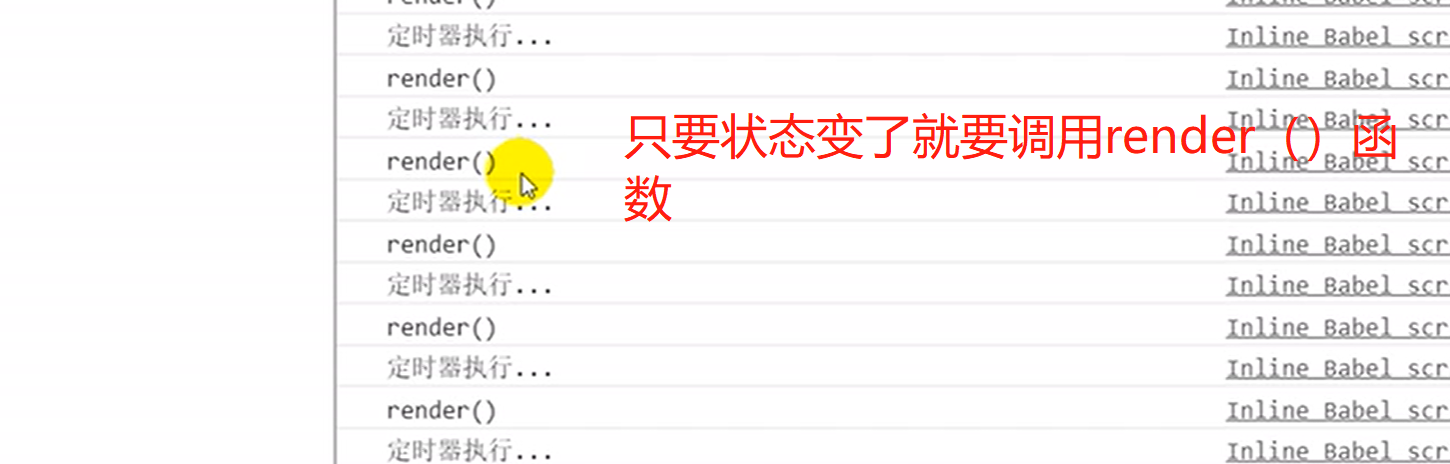 render()
定时器执行... Inline Babel scr
render() Inline Babel scr
定时器执行... Inline Babel scr
只要状态变了就要调用render（）函
数
render() Inline Babel scr
定时器执行... Inline Babel scr
render() Inline Babel scr
定时器执行... Inline Babel scr
render() Inline Babel scr
定时器执行... Inline Babel scr
render() Inline Babel scr
定时器执行... Inline Babel scr